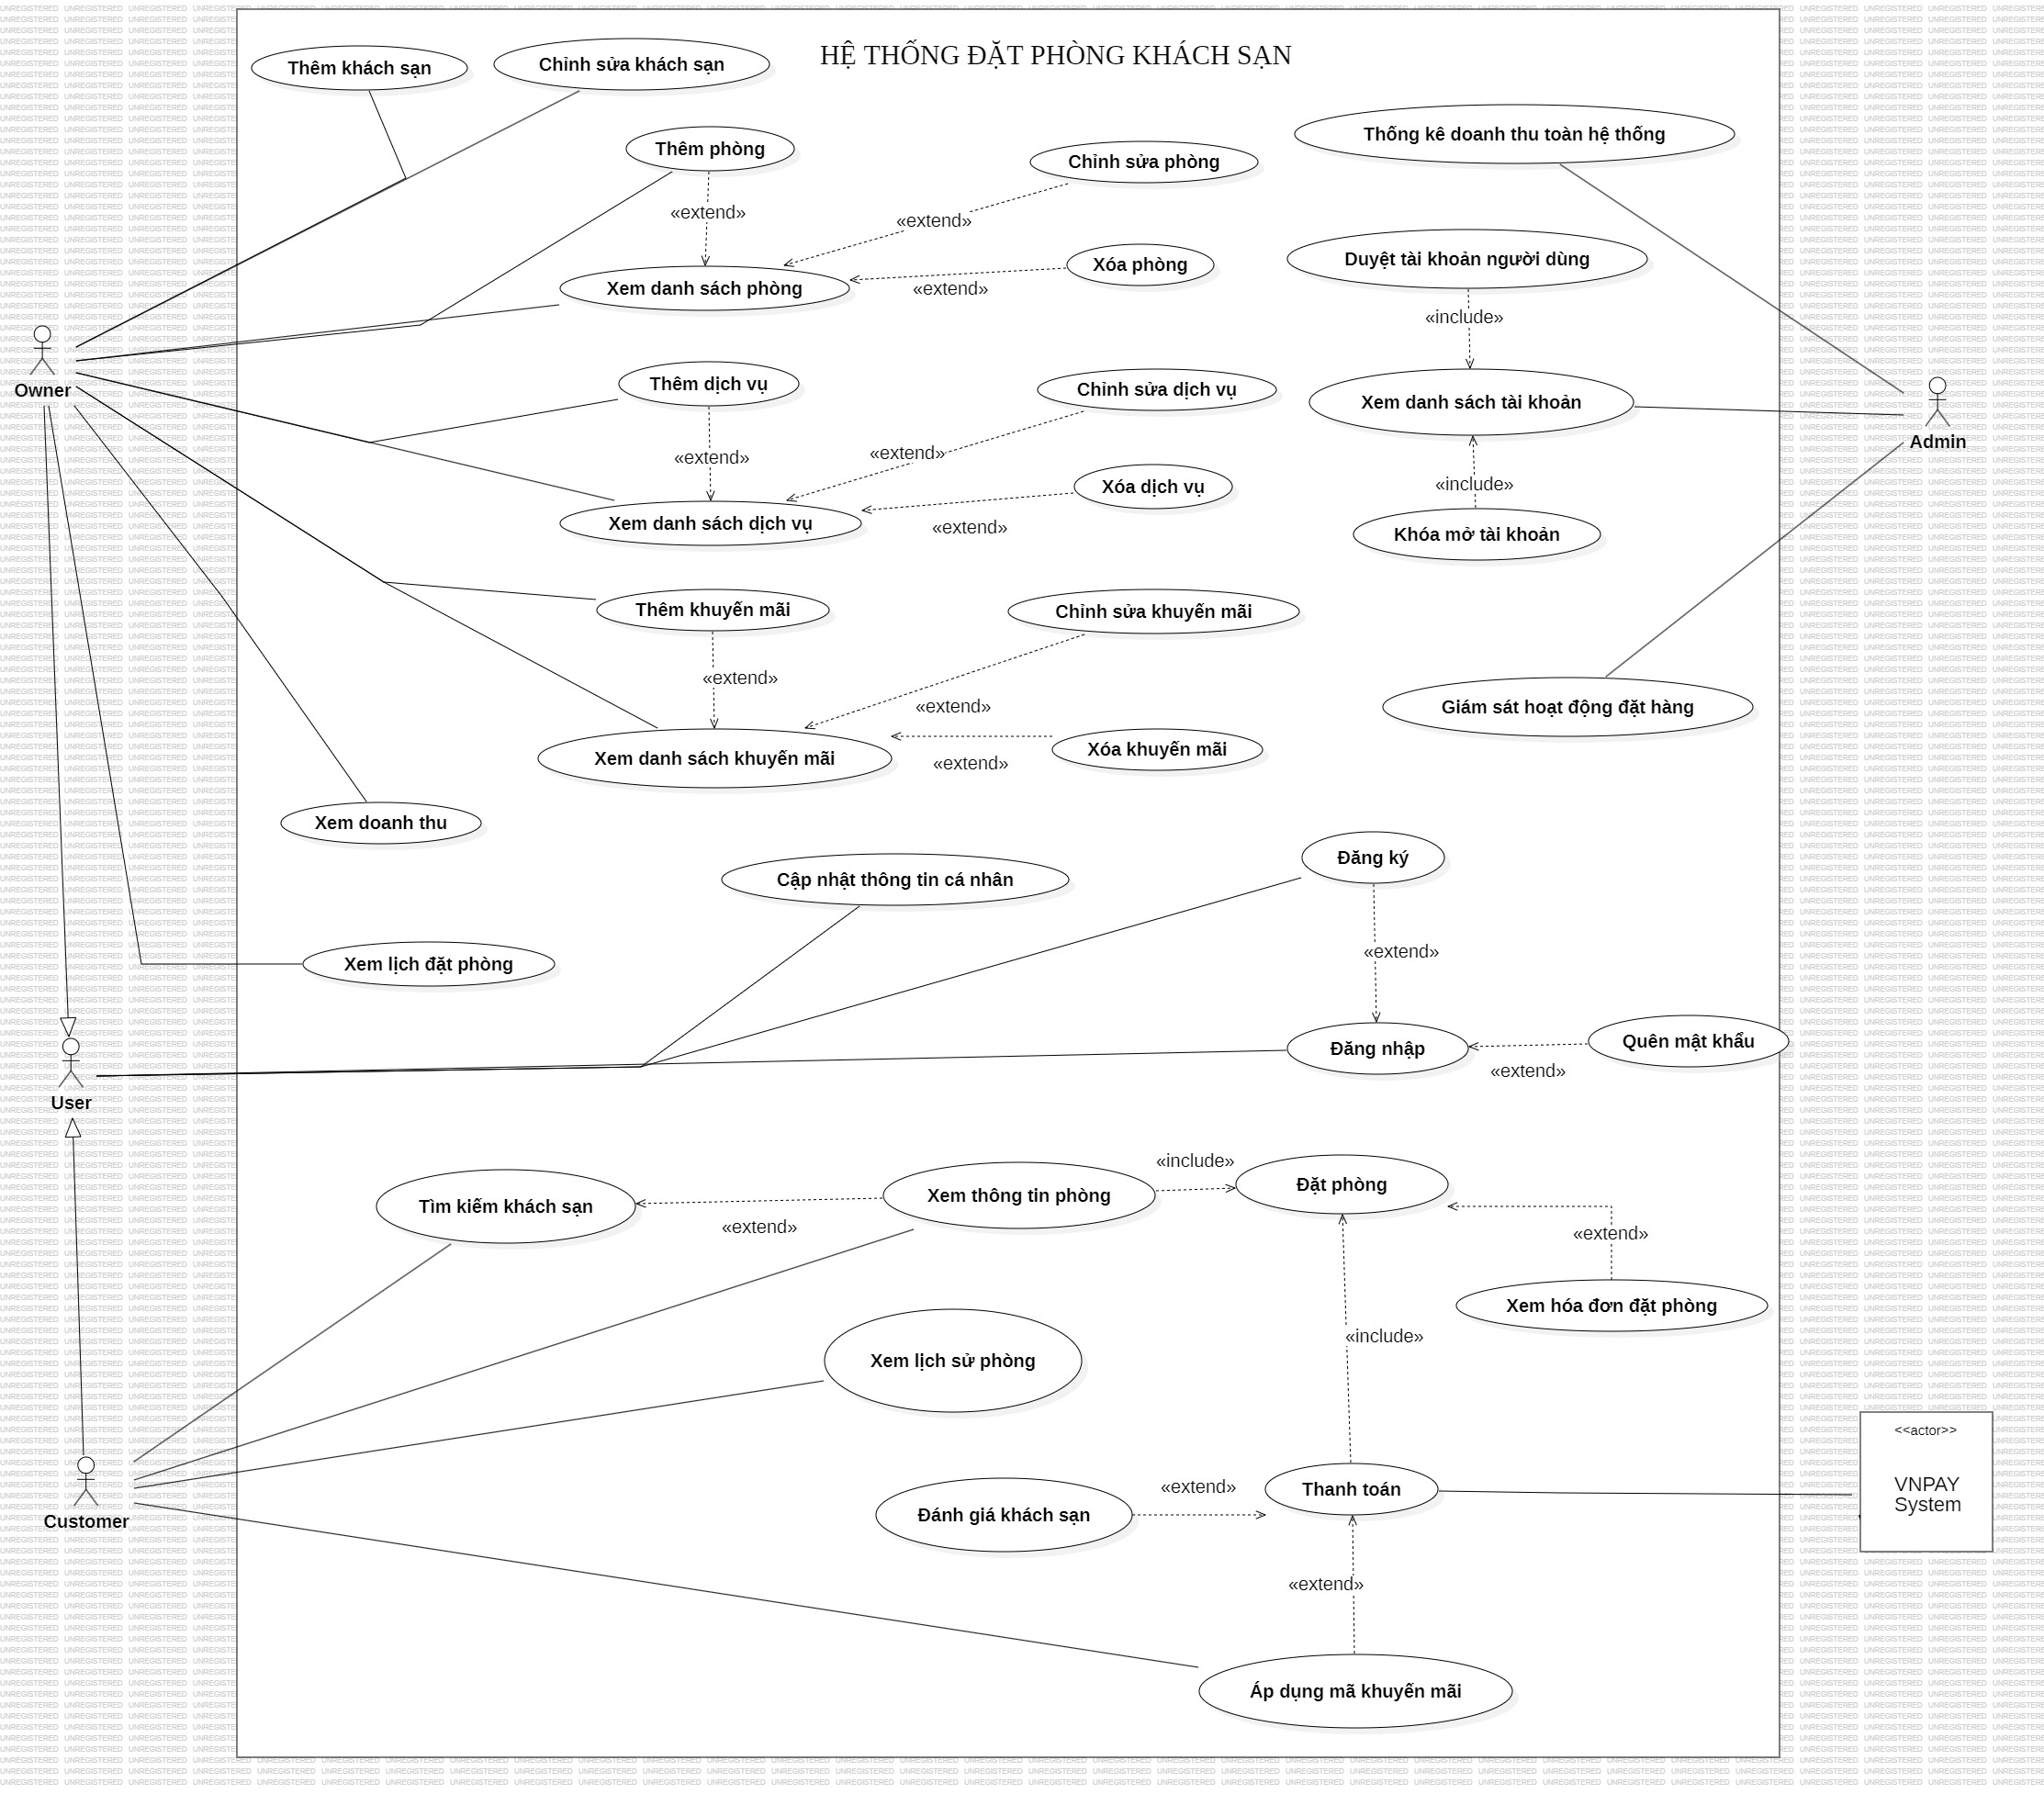 HỆ THỐNG ĐẶT PHÒNG KHÁCH SẠN
Thêm khách sạn
Chỉnh sửa khách sạn
Thêm phòng
Chỉnh sửa phòng
Thống kê doanh thu toàn hệ thống
«extend»
«extend»
Xóa phòng
Duyệt tài khoản người dùng
Xem danh sách phòng
«extend»
«include»
Owner
Thêm dịch vụ
Chỉnh sửa dịch vụ
Xem danh sách tài khoản
Admin
«extend»
«extend»
Xóa dịch vụ
«include»
Xem danh sách dịch vụ
«extend»
Khóa mở tài khoản
Thêm khuyến mãi
Chỉnh sửa khuyến mãi
«extend»
«extend»
Giám sát hoạt động đặt hàng
Xem danh sách khuyến mãi
«extend»
Xóa khuyến mãi
Xem doanh thu
Cập nhật thông tin cá nhân
Đăng ký
Xem lịch đặt phòng
«extend»
Đăng nhập
Quên mật khẩu
«extend»
User
Tìm kiếm khách sạn
«extend»
Xem thông tin phòng
«include»
Đặt phòng
«extend»
Xem hóa đơn đặt phòng
Xem lịch sử phòng
«include»
<<actor>>
VNPAY
System
Customer
Đánh giá khách sạn
«extend»
Thanh toán
«extend»
Áp dụng mã khuyến mãi
UNREGISTERED